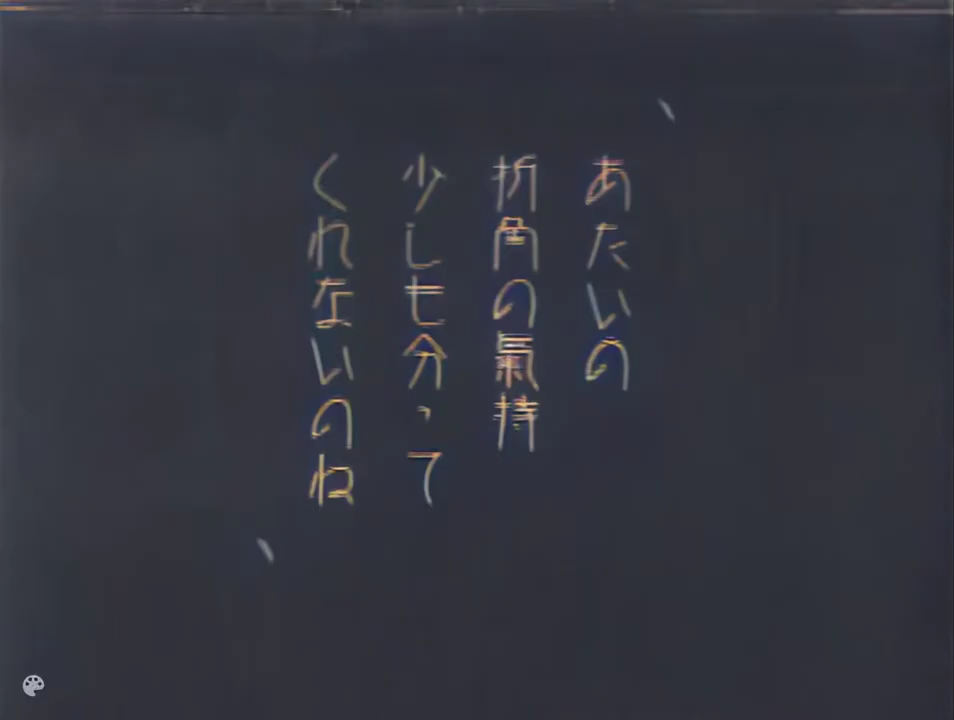 あたいの
折角の氣持
少し七分って
くれないのね